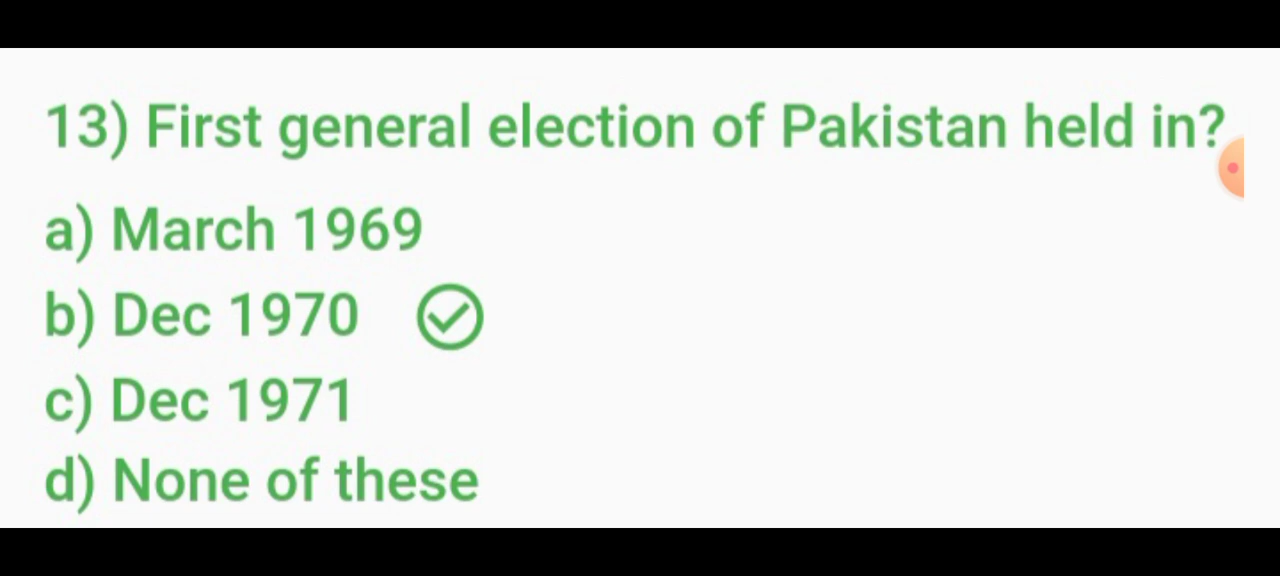 13) First general election of Pakistan held in?
a) March 1969
b) Dec 1970
c) Dec 1971
d) None of these